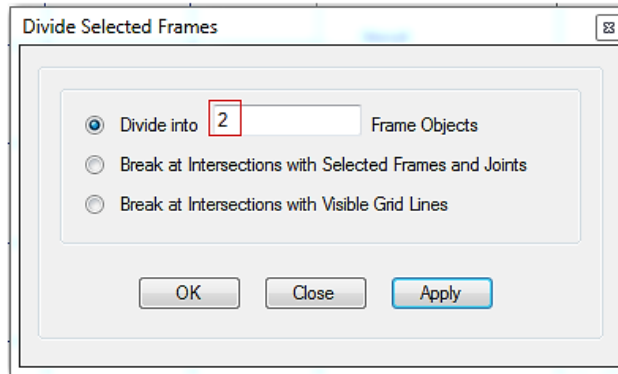 Divide Selected Frames
Divide into 2 Frame Objects
Break at Intersections with Selected Frames and Joints
Break at Intersections with Visible Grid Lines
OK Close Apply